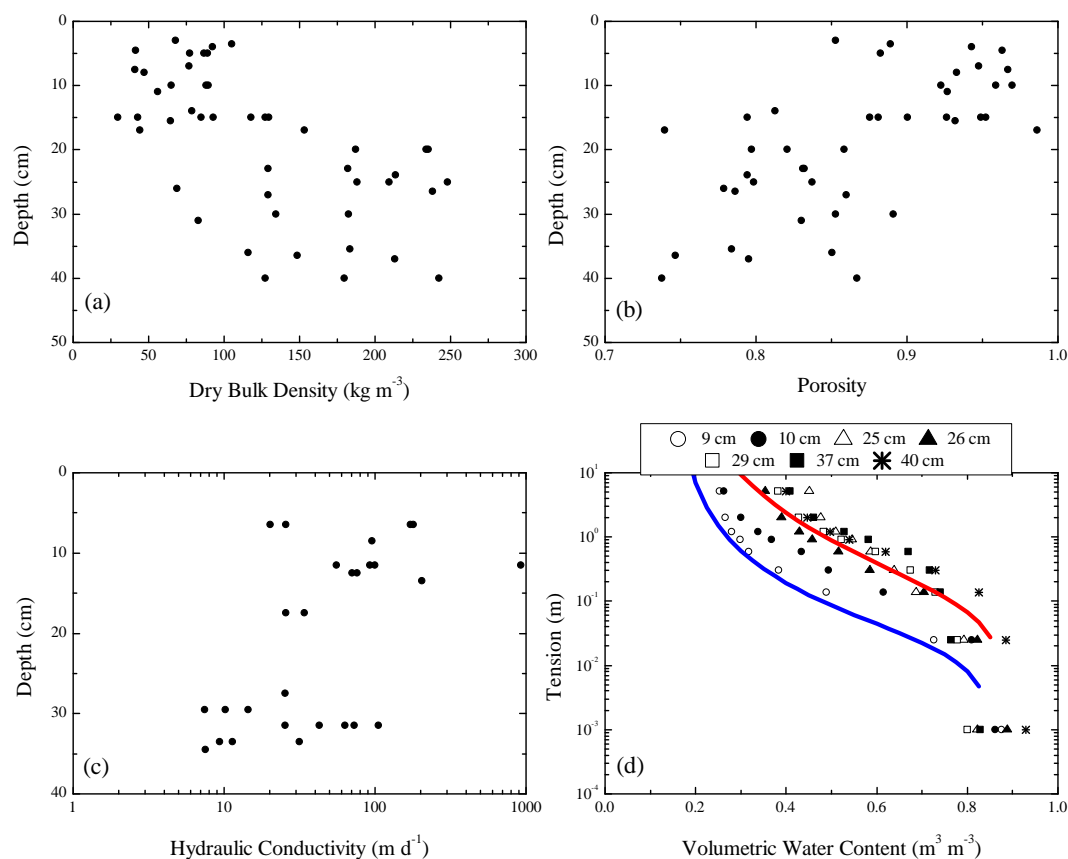 0
10
20
30
40
50
Depth (cm)
(a)
0 50 100 150 200 250 300
Dry Bulk Density (kg m⁻³)
0
10
20
30
40
50
Depth (cm)
(b)
0.7 0.8 0.9 1.0
Porosity
0
10
20
30
40
Depth (cm)
(c)
1 10 100 1000
Hydraulic Conductivity (m d⁻¹)
9 cm 10 cm 25 cm 26 cm
29 cm 37 cm 40 cm
10¹
10⁰
10⁻¹
10⁻²
10⁻³
10⁻⁴
Tension (m)
(d)
0.0 0.2 0.4 0.6 0.8 1.0
Volumetric Water Content (m³ m⁻³)